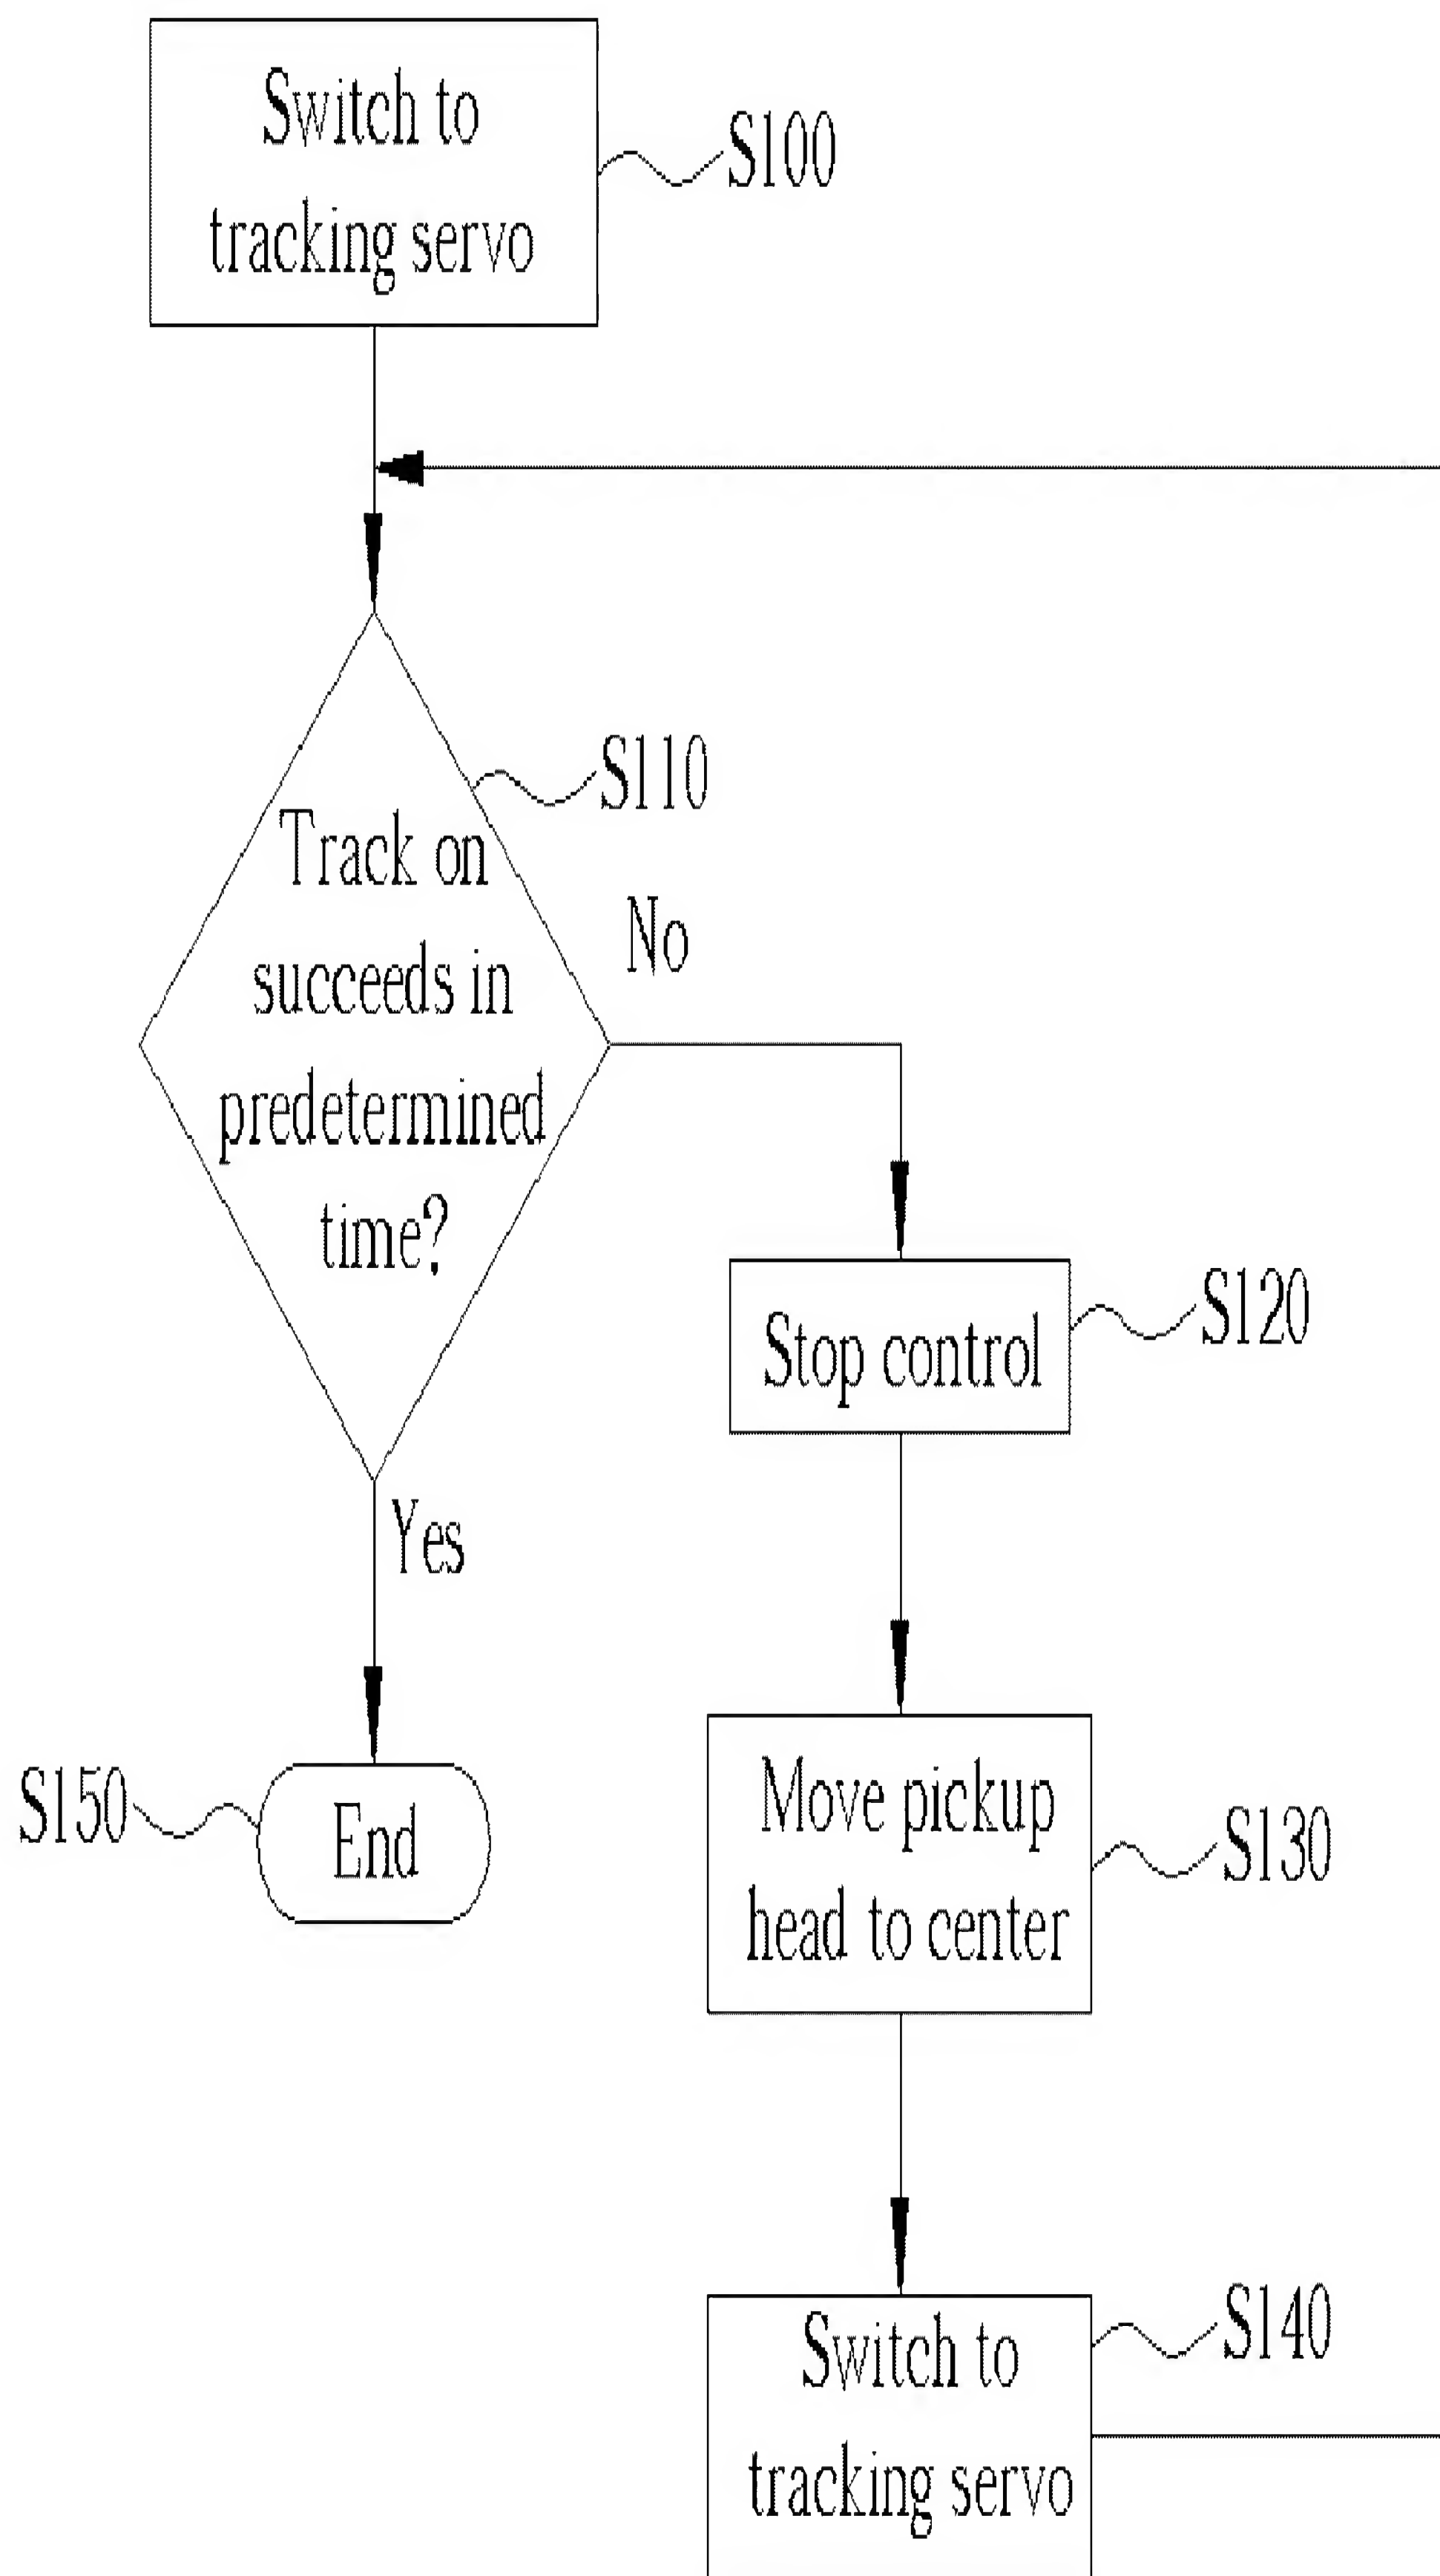 Switch to
tracking servo
S100
S110
Track on
succeeds in
predetermined
time?
No
Yes
Stop control
S120
S150
End
Move pickup
head to center
S130
Switch to
tracking servo
S140